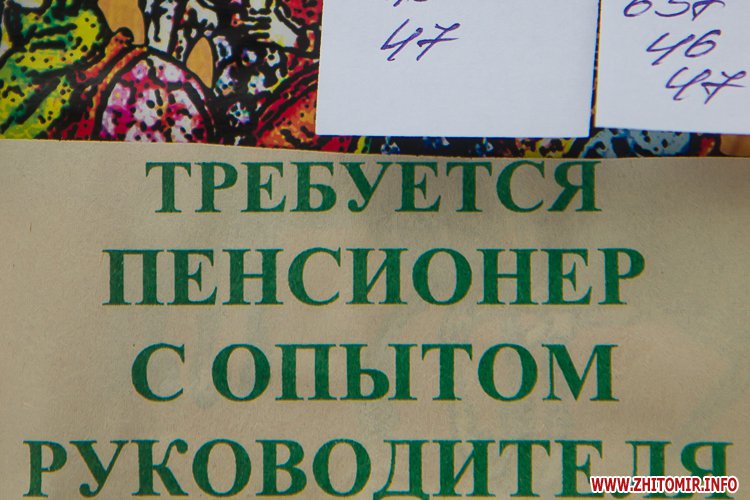 47
46
47
ТРЕБУЕТСЯ
ПЕНСИОНЕР
С ОПЫТОМ
РУКОВОДИТЕЛЯ
WWW.ZHITOMIR.INFO